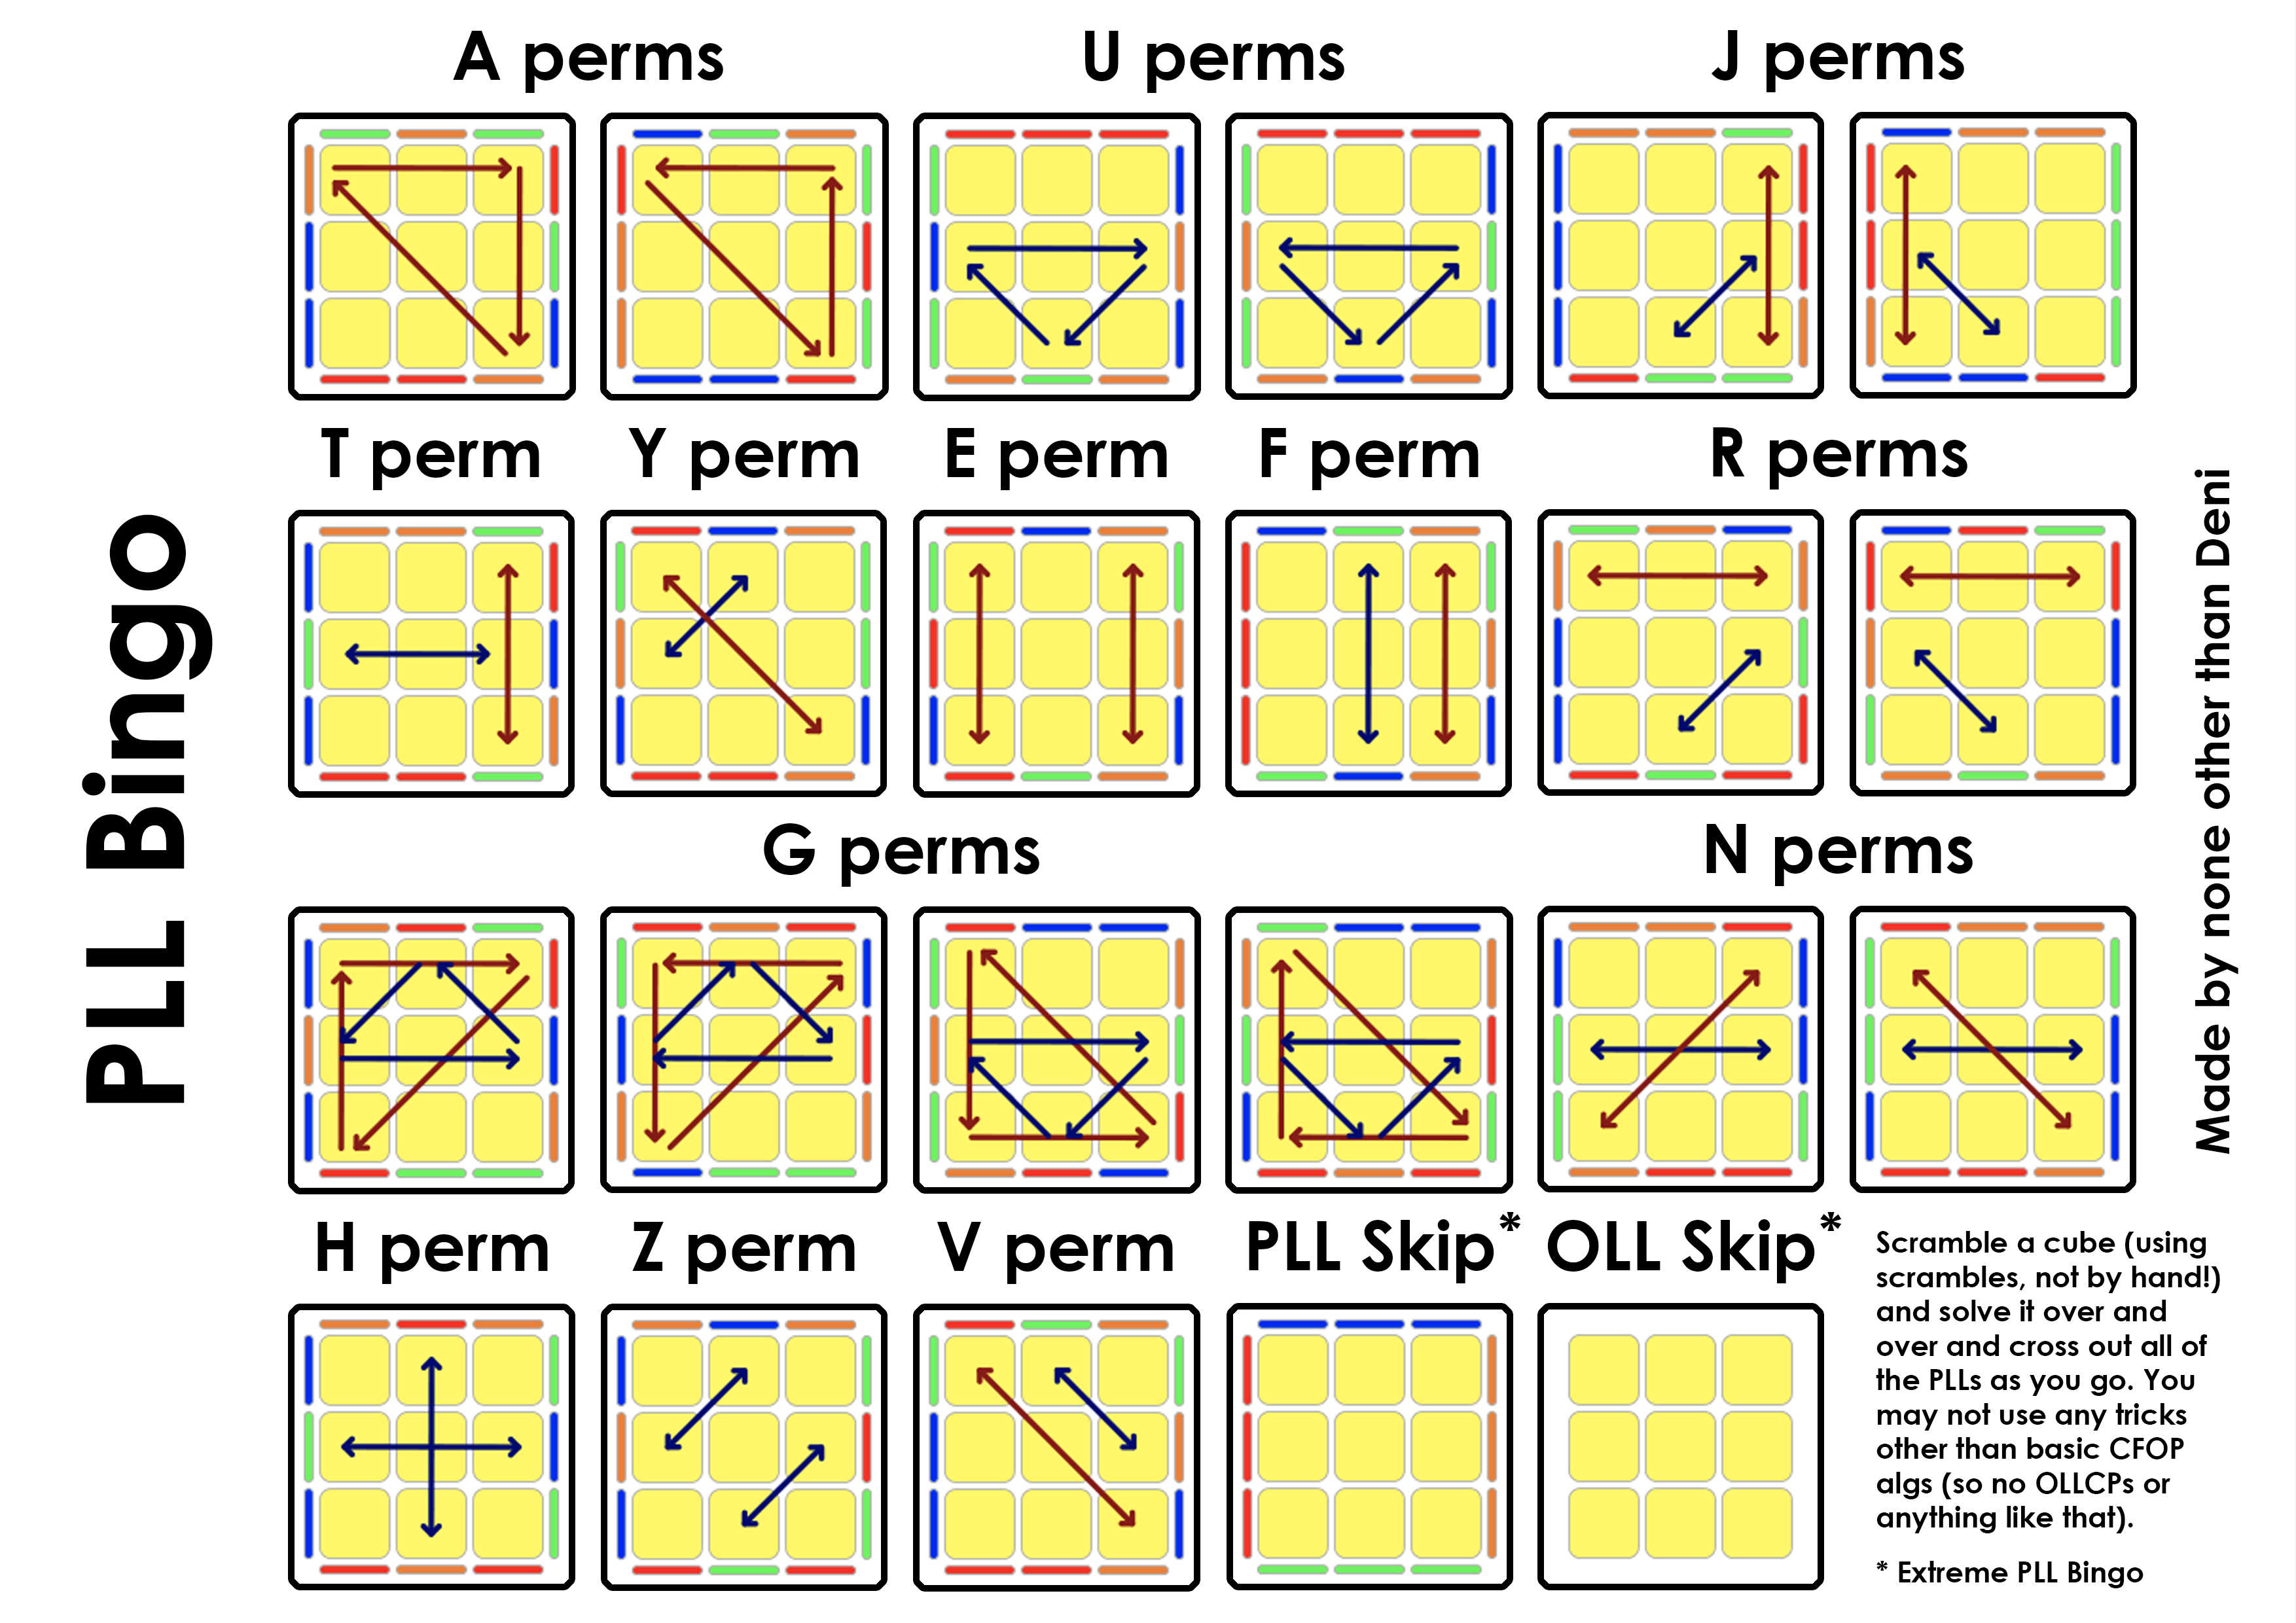 PLL Bingo
A perms
U perms
J perms
T perm
Y perm
E perm
F perm
R perms
G perms
N perms
H perm
Z perm
V perm
PLL Skip*
OLL Skip*
Scramble a cube (using
scrambles, not by hand!)
and solve it over and
over and cross out all of
the PLLs as you go. You
may not use any tricks
other than basic CFOP
algs (so no OLLCPs or
anything like that).
* Extreme PLL Bingo
Made by none other than Deni